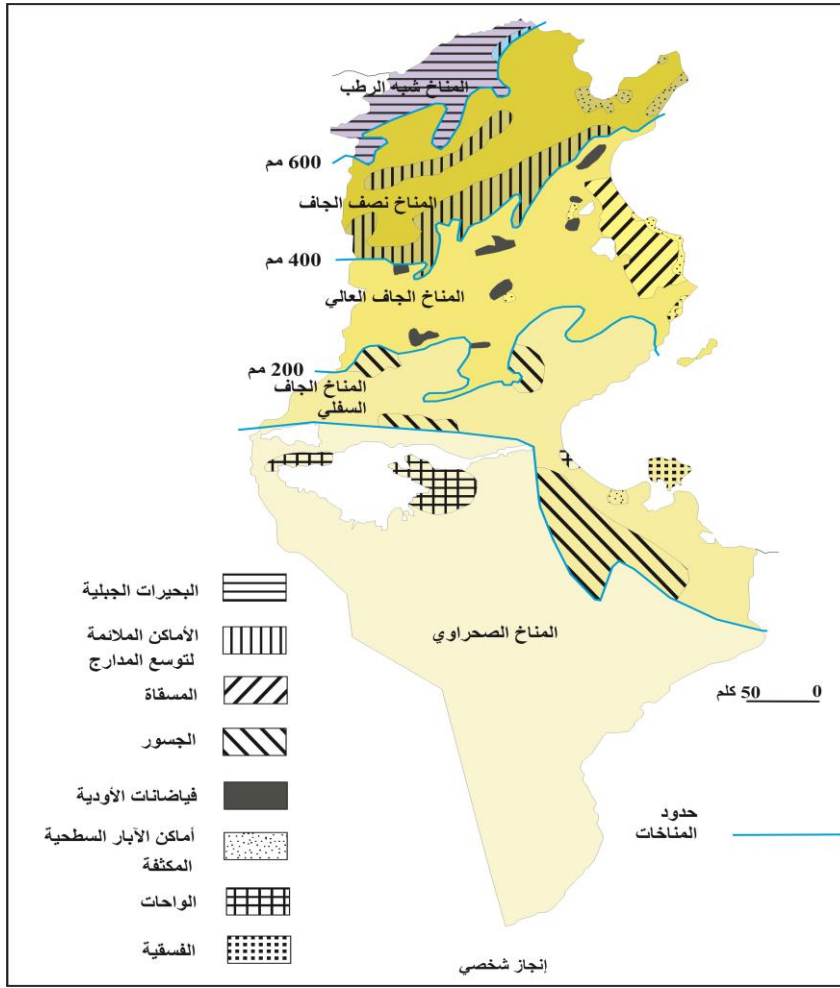 المناخ شبه الرطب
600 مم
المناخ نصف الجاف
400 مم
المناخ الجاف العالي
200 مم
المناخ الجاف
السفلي
المناخ الصحراوي
البحيرات الجبلية
الأماكن الملائمة
لتوسع المدارج
المسقاة
الجسور
فياضانات الأودية
أماكن الآبار السطحية
المكثفة
الواحات
الفسقية
0 50 كلم
حدود
المناخات
إنجاز شخصي